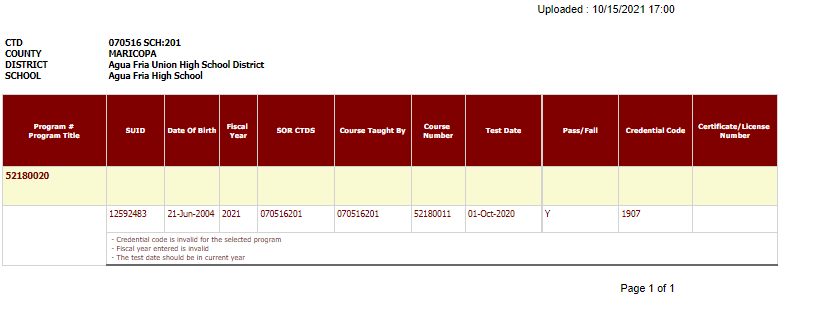 Uploaded : 10/15/2021 17:00
CTD 070516 SCH:201
COUNTY MARICOPA
DISTRICT Agua Fria Union High School District
SCHOOL Agua Fria High School
Program # Program Title SUID Date Of Birth Fiscal Year SOR CTDS Course Taught By Course Number Test Date Pass/Fail Credential Code Certificate/License Number
52180020
12592483 21-Jun-2004 2021 070516201 070516201 52180011 01-Oct-2020 Y 1907
- Credential code is invalid for the selected program
- Fiscal year entered is invalid
- The test date should be in current year
Page 1 of 1